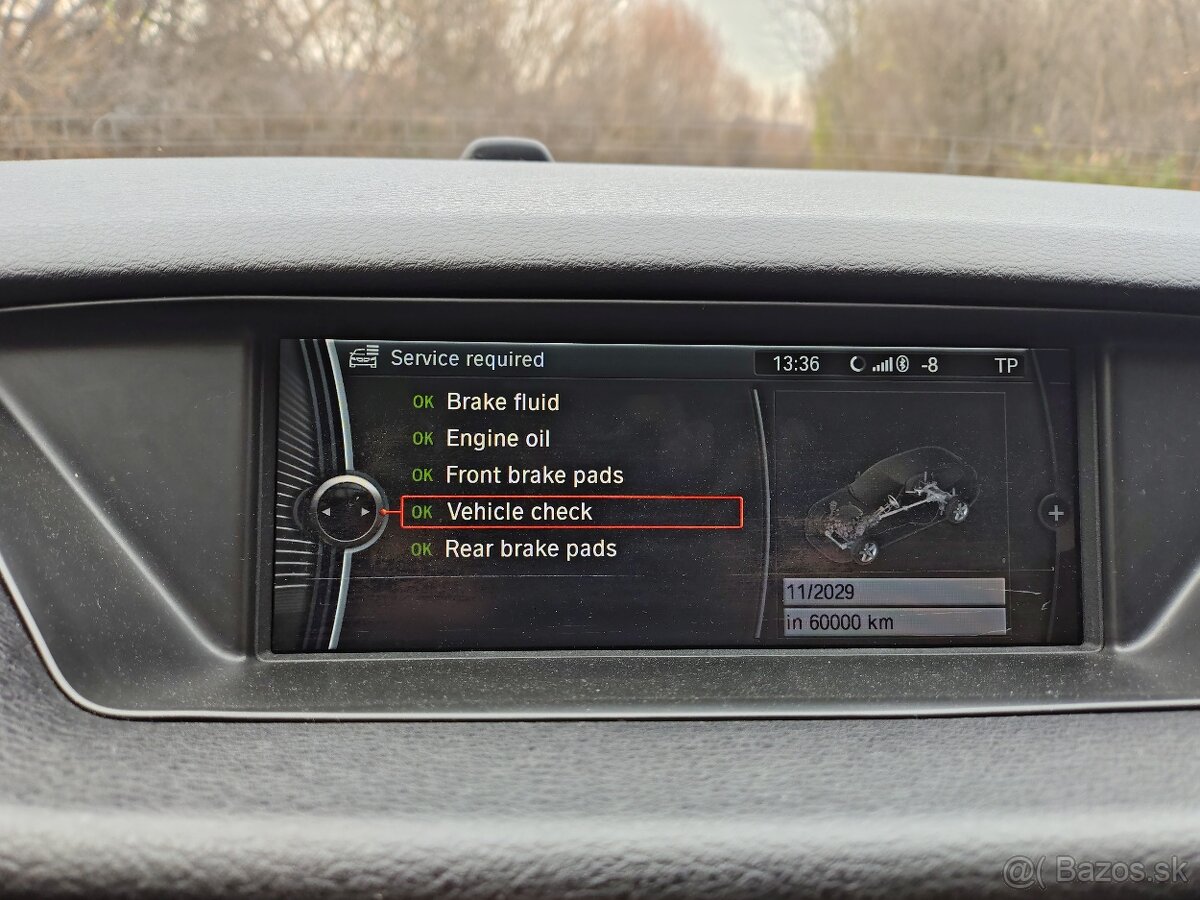 Service required
13:36 -8 TP
OK Brake fluid
OK Engine oil
OK Front brake pads
OK Vehicle check
OK Rear brake pads
+
11/2029
in 60000 km
@( Bazos.sk